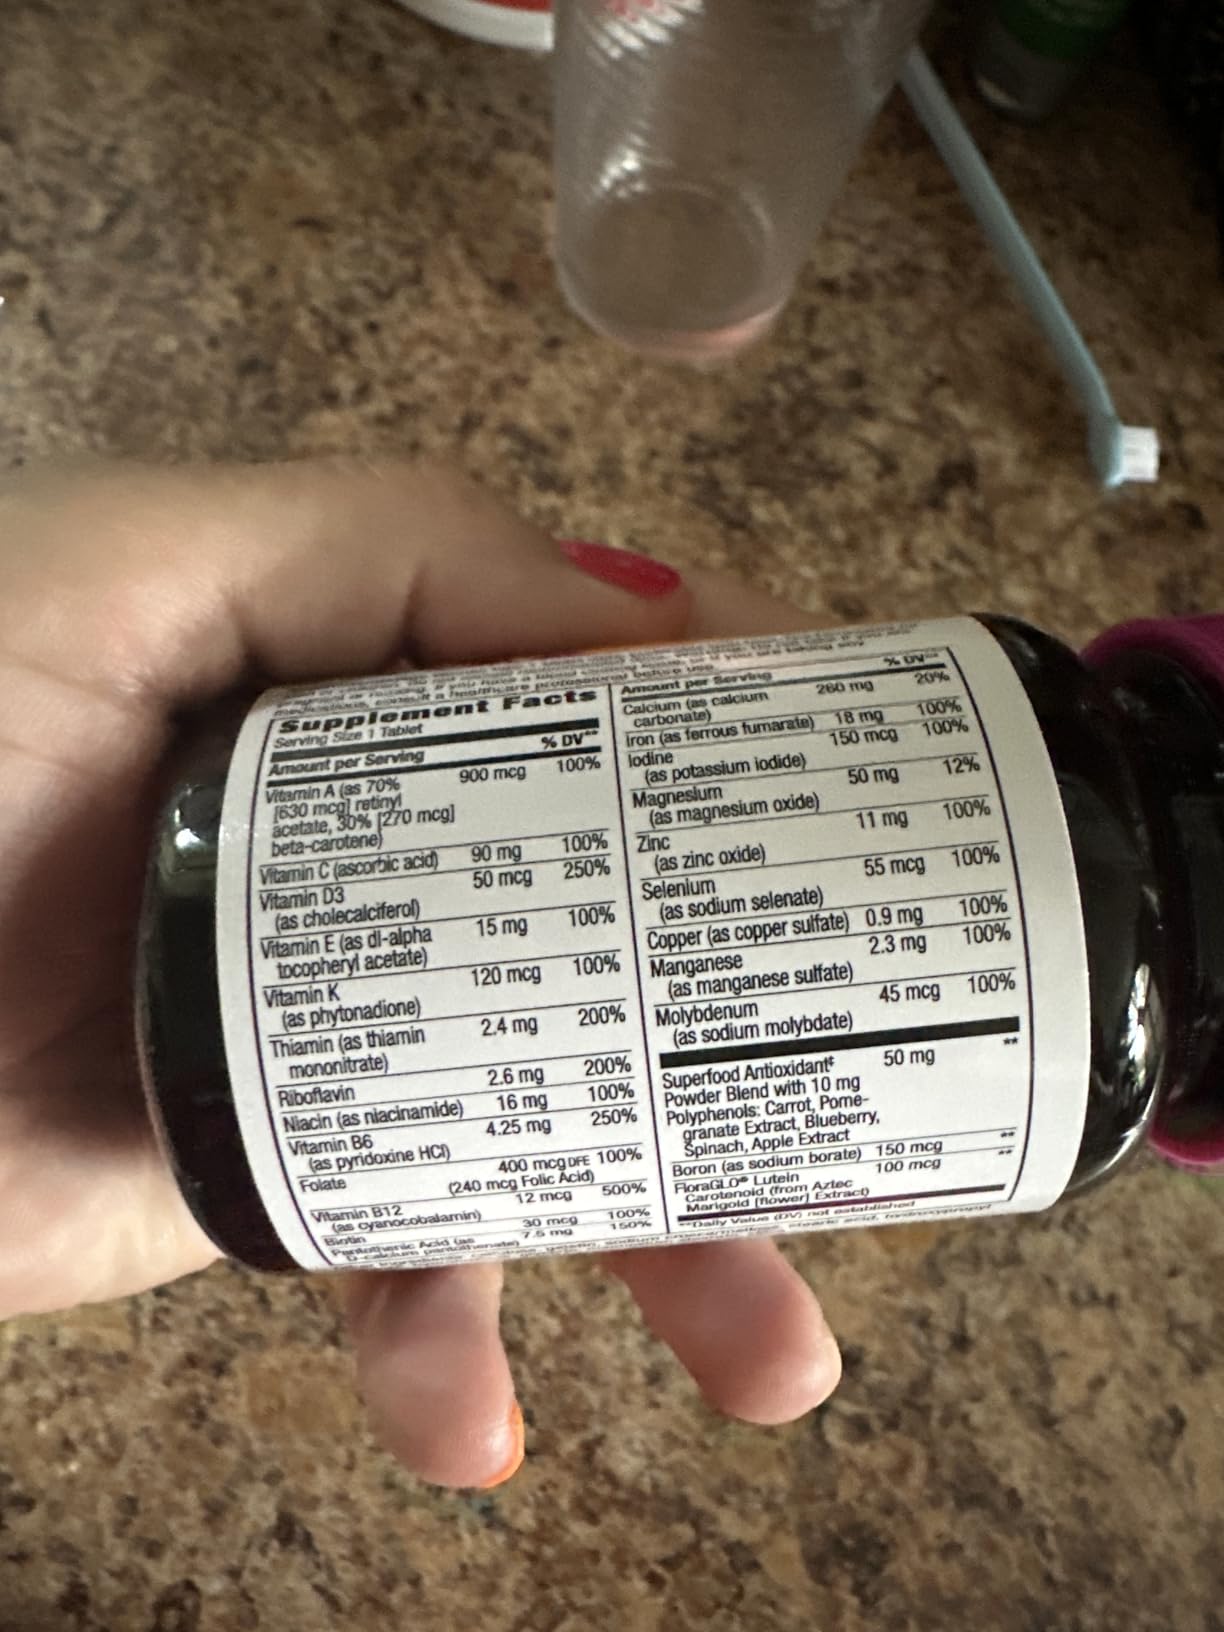 medications, consult a healthcare professional before use
Supplement Facts
Serving Size 1 Tablet
Amount per Serving % DV**
Vitamin A (as 70% 900 mcg 100%
[630 mcg] retinyl
acetate, 30% [270 mcg]
beta-carotene)
Vitamin C (ascorbic acid) 90 mg 100%
Vitamin D3 50 mcg 250%
(as cholecalciferol)
Vitamin E (as dl-alpha 15 mg 100%
tocopheryl acetate)
Vitamin K 120 mcg 100%
(as phytonadione)
Thiamin (as thiamin 2.4 mg 200%
mononitrate)
Riboflavin 2.6 mg 200%
Niacin (as niacinamide) 16 mg 100%
Vitamin B6 4.25 mg 250%
(as pyridoxine HCl)
Folate 400 mcg DFE 100%
(240 mcg Folic Acid)
Vitamin B12 12 mcg 500%
(as cyanocobalamin)
Biotin 30 mcg 100%
Pantothenic Acid (as 7.5 mg 150%
D-calcium pantothenate)
Amount per Serving % DV**
Calcium (as calcium 260 mg 20%
carbonate)
Iron (as ferrous fumarate) 18 mg 100%
Iodine 150 mcg 100%
(as potassium iodide)
Magnesium 50 mg 12%
(as magnesium oxide)
Zinc 11 mg 100%
(as zinc oxide)
Selenium 55 mcg 100%
(as sodium selenate)
Copper (as copper sulfate) 0.9 mg 100%
Manganese 2.3 mg 100%
(as manganese sulfate)
Molybdenum 45 mcg 100%
(as sodium molybdate)
Superfood Antioxidant‡ 50 mg **
Powder Blend with 10 mg
Polyphenols: Carrot, Pome-
granate Extract, Blueberry,
Spinach, Apple Extract
Boron (as sodium borate) 150 mcg **
FloraGLO® Lutein 100 mcg **
Carotenoid (from Aztec
Marigold [flower] Extract)
**Daily Value (DV) not established